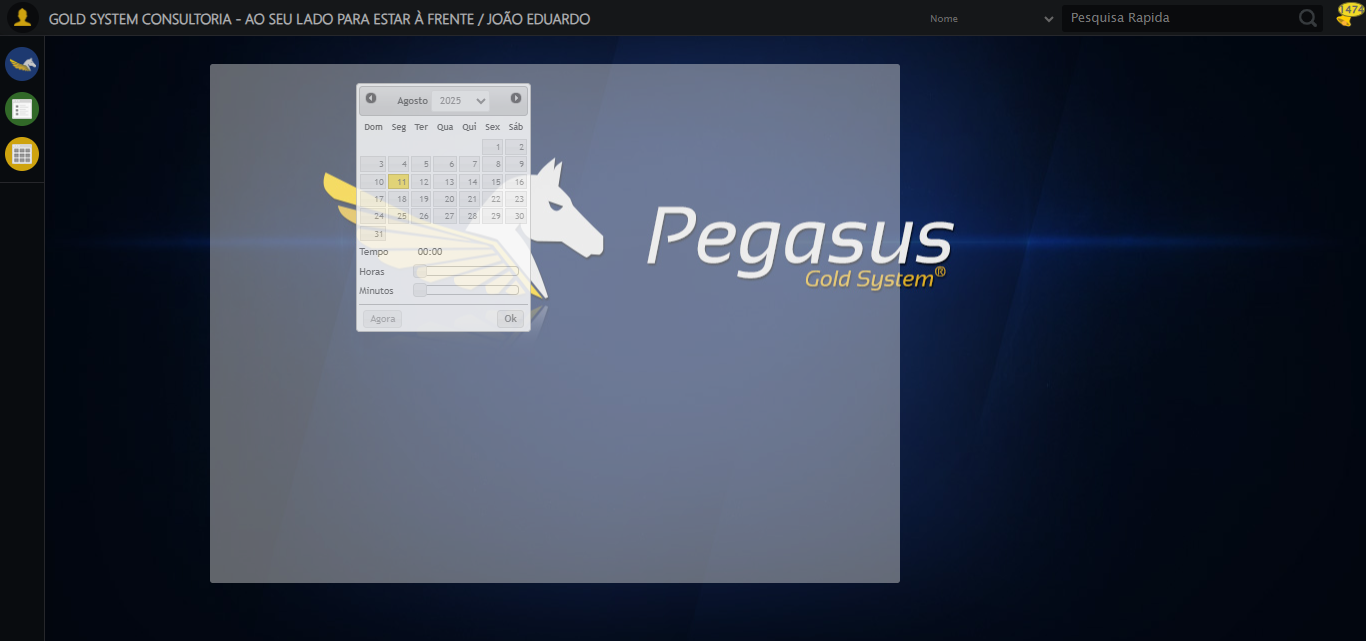 GOLD SYSTEM CONSULTORIA - AO SEU LADO PARA ESTAR À FRENTE / JOÃO EDUARDO
Nome
Pesquisa Rapida
1474
Agosto 2025
Dom Seg Ter Qua Qui Sex Sáb
1 2
3 4 5 6 7 8 9
10 11 12 13 14 15 16
17 18 19 20 21 22 23
24 25 26 27 28 29 30
31
Tempo 00:00
Horas
Minutos
Agora Ok
Pegasus
Gold System®